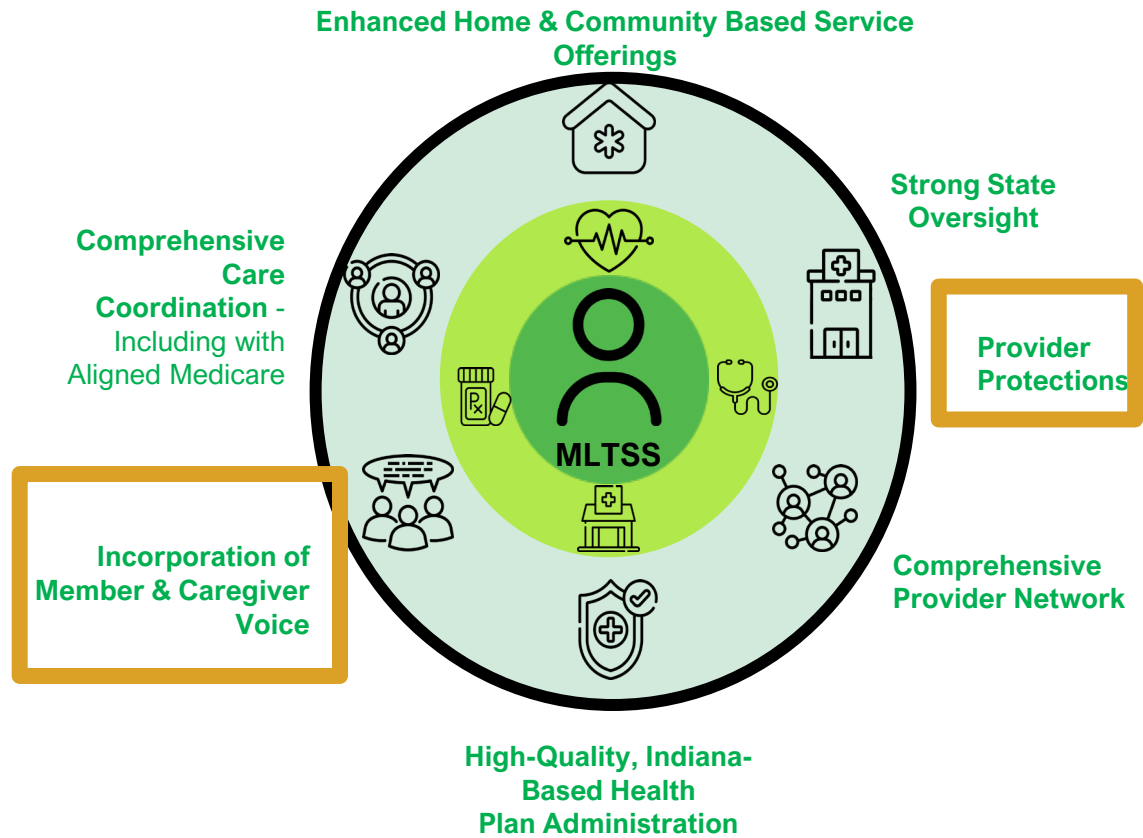 Enhanced Home & Community Based Service
Offerings
Strong State
Oversight
Comprehensive
Care
Coordination -
Including with
Aligned Medicare
Provider
Protections
Rx
MLTSS
Incorporation of
Member & Caregiver
Voice
Comprehensive
Provider Network
High-Quality, Indiana-
Based Health
Plan Administration